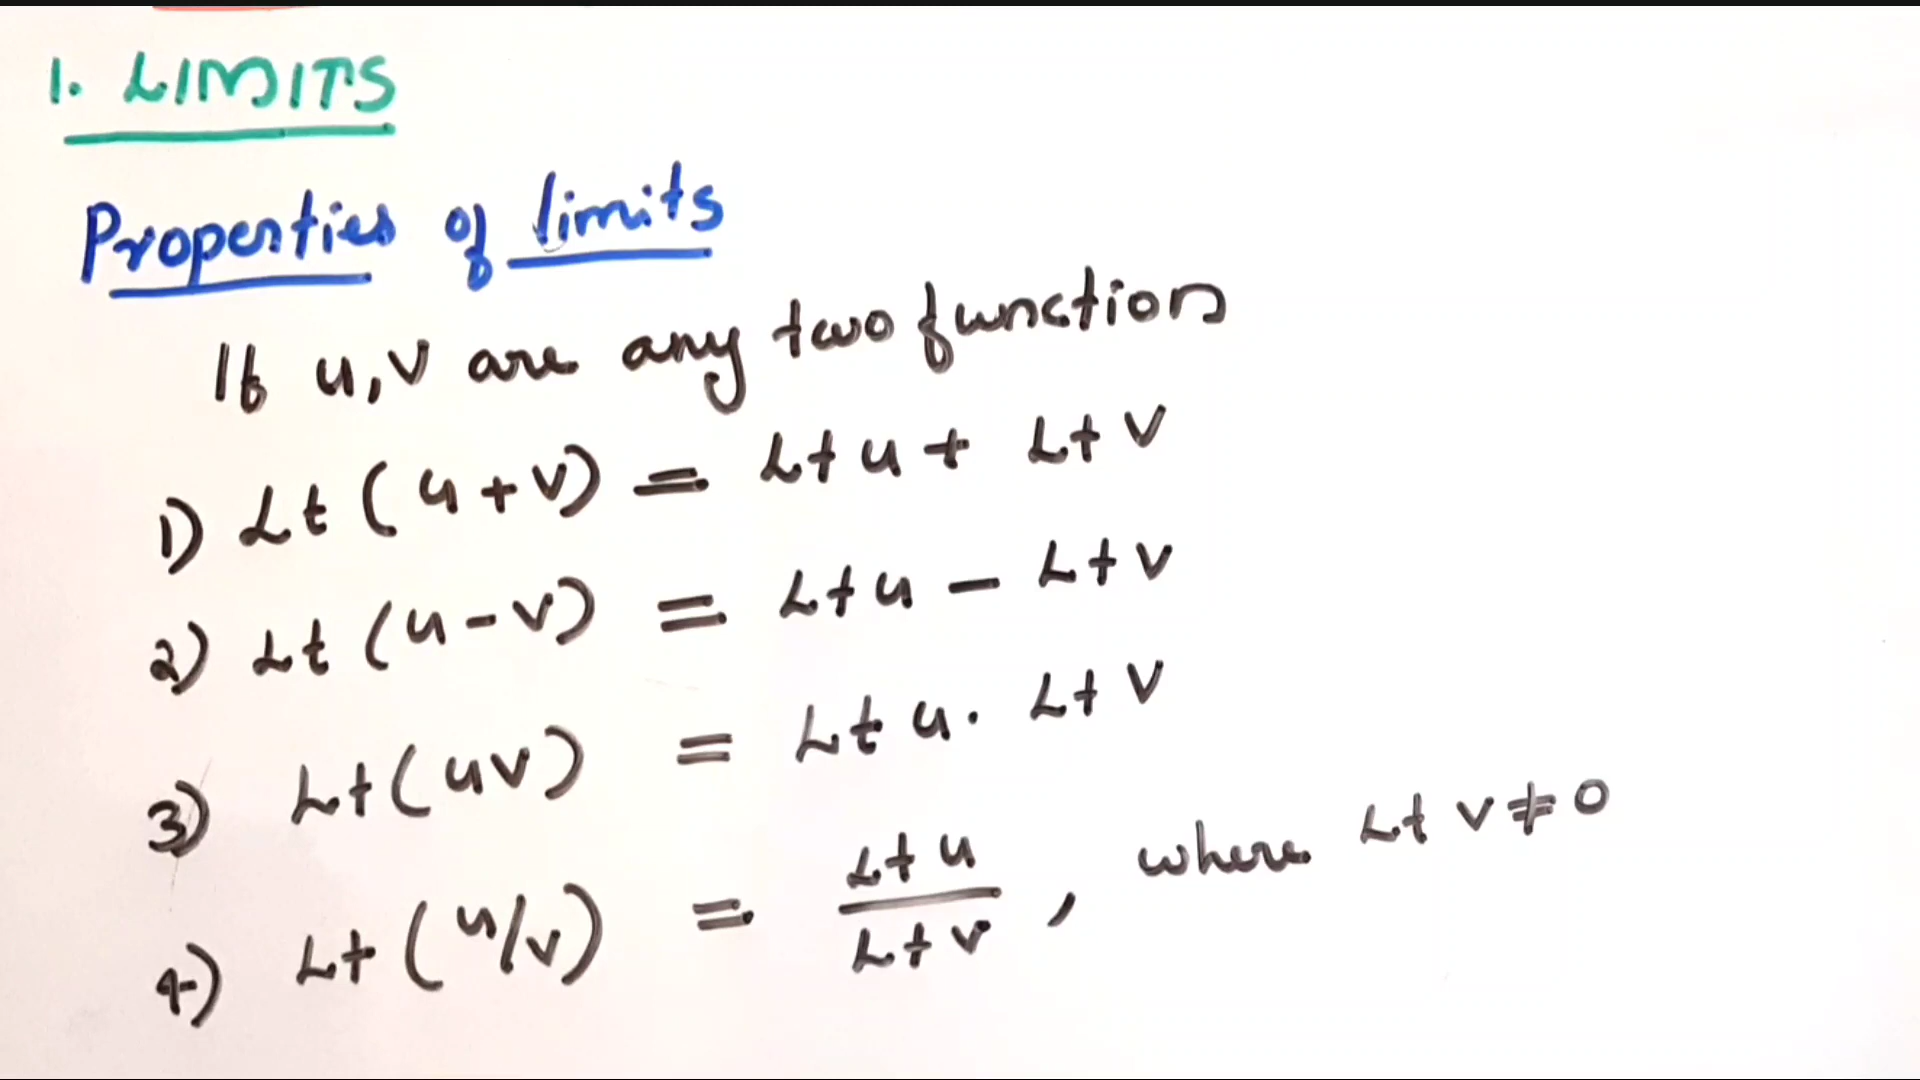 1. LIMITS
Properties of limits
If u, v are any two function
1) Lt (u+v) = Lt u + Lt v
2) Lt (u-v) = Lt u - Lt v
3) Lt (uv) = Lt u . Lt v
4) Lt (u/v) = Lt u / Lt v , where Lt v ≠ 0